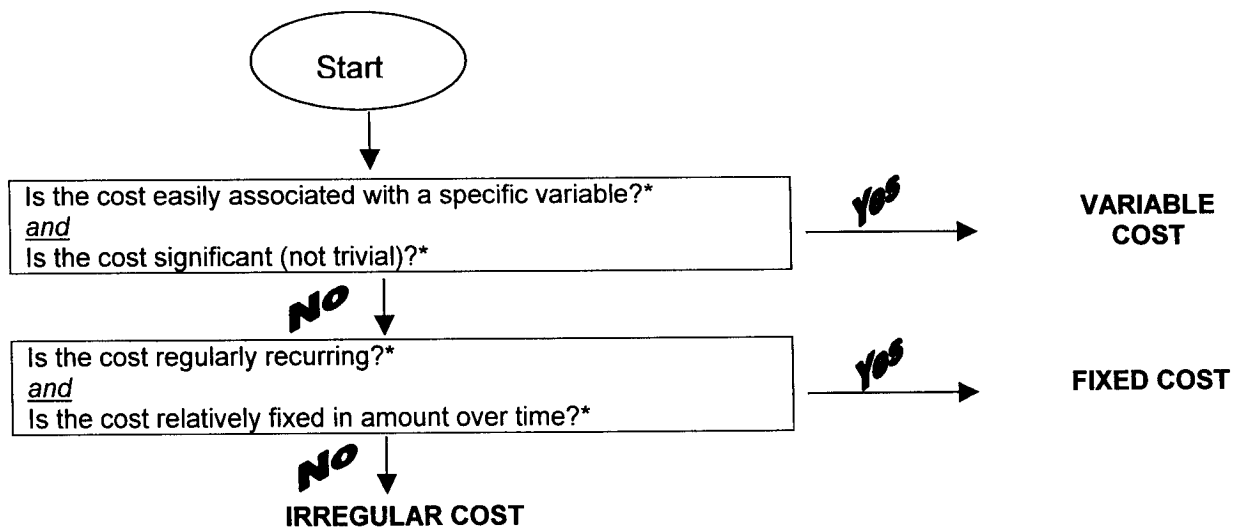 Start
Is the cost easily associated with a specific variable?*
and
Is the cost significant (not trivial)?*
Yes
VARIABLE
COST
No
Is the cost regularly recurring?*
and
Is the cost relatively fixed in amount over time?*
Yes
FIXED COST
No
IRREGULAR COST